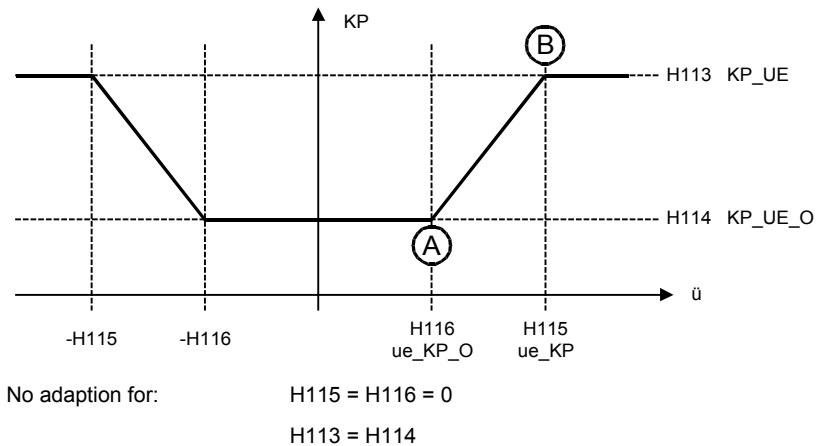 KP
B
H113 KP_UE
H114 KP_UE_O
A
ü
-H115 -H116 H116 H115
ue_KP_O ue_KP
No adaption for: H115 = H116 = 0
H113 = H114